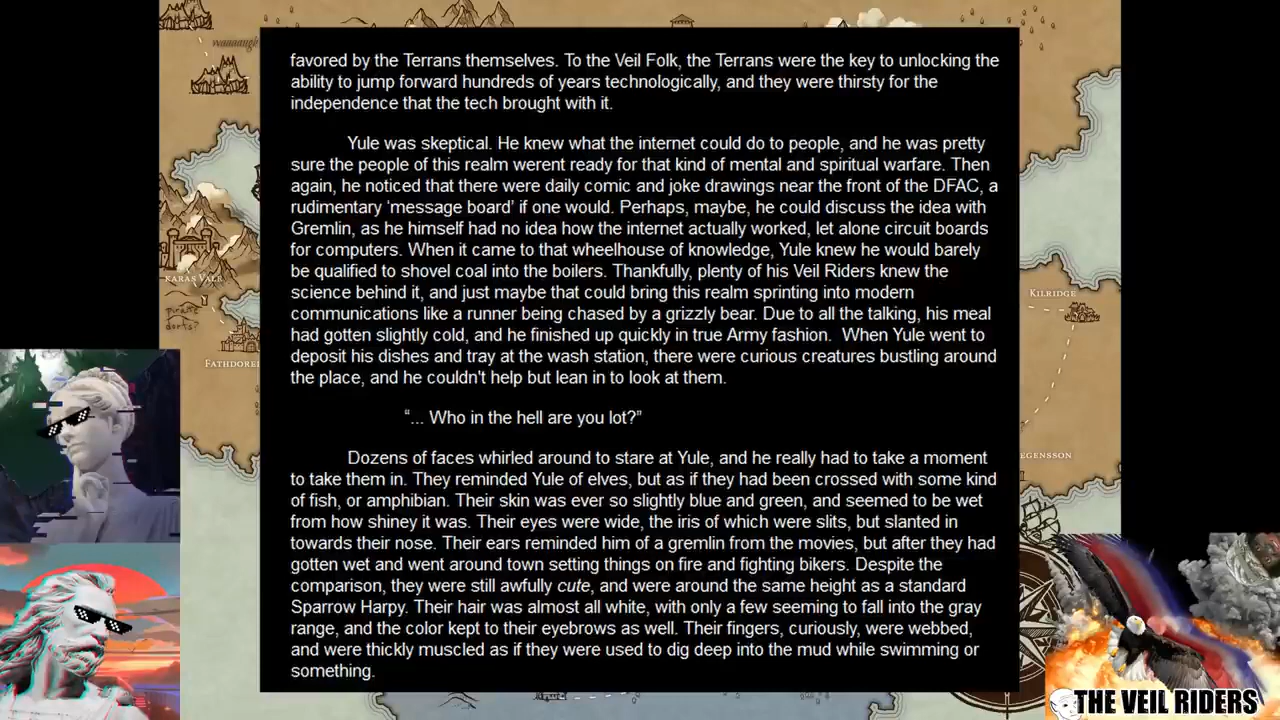 waaaaugh
favored by the Terrans themselves. To the Veil Folk, the Terrans were the key to unlocking the
ability to jump forward hundreds of years technologically, and they were thirsty for the
independence that the tech brought with it.
Yule was skeptical. He knew what the internet could do to people, and he was pretty
sure the people of this realm werent ready for that kind of mental and spiritual warfare. Then
again, he noticed that there were daily comic and joke drawings near the front of the DFAC, a
rudimentary ‘message board’ if one would. Perhaps, maybe, he could discuss the idea with
Gremlin, as he himself had no idea how the internet actually worked, let alone circuit boards
for computers. When it came to that wheelhouse of knowledge, Yule knew he would barely
be qualified to shovel coal into the boilers. Thankfully, plenty of his Veil Riders knew the
science behind it, and just maybe that could bring this realm sprinting into modern
communications like a runner being chased by a grizzly bear. Due to all the talking, his meal
had gotten slightly cold, and he finished up quickly in true Army fashion.  When Yule went to
deposit his dishes and tray at the wash station, there were curious creatures bustling around
the place, and he couldn't help but lean in to look at them.
“... Who in the hell are you lot?”
Dozens of faces whirled around to stare at Yule, and he really had to take a moment
to take them in. They reminded Yule of elves, but as if they had been crossed with some kind
of fish, or amphibian. Their skin was ever so slightly blue and green, and seemed to be wet
from how shiney it was. Their eyes were wide, the iris of which were slits, but slanted in
towards their nose. Their ears reminded him of a gremlin from the movies, but after they had
gotten wet and went around town setting things on fire and fighting bikers. Despite the
comparison, they were still awfully cute, and were around the same height as a standard
Sparrow Harpy. Their hair was almost all white, with only a few seeming to fall into the gray
range, and the color kept to their eyebrows as well. Their fingers, curiously, were webbed,
and were thickly muscled as if they were used to dig deep into the mud while swimming or
something.
KARAS VALR
pirate
dorts?
FATHDOREI
KILRIDGE
EGENSSON
THE VEIL RIDERS